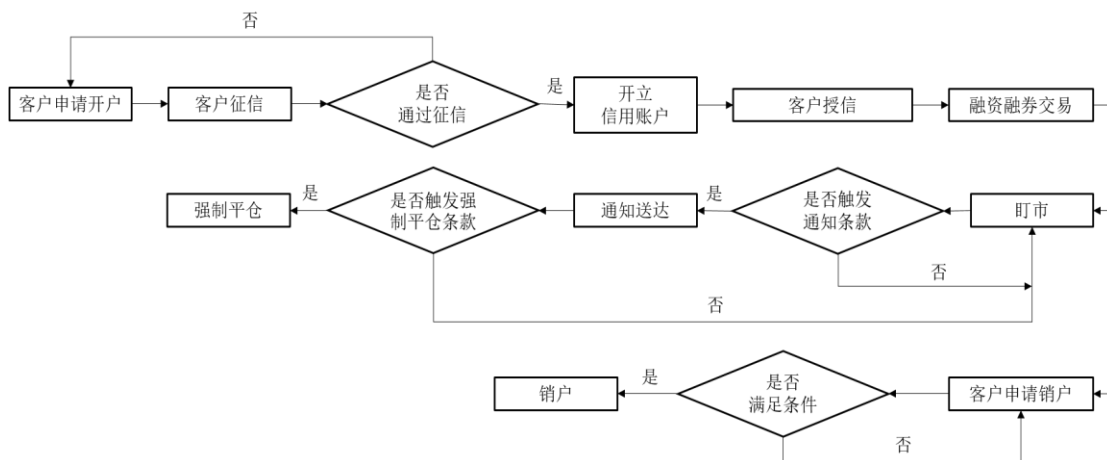 否
客户申请开户
客户征信
是否
通过征信
是
开立
信用账户
客户授信
融资融券交易
强制平仓
是
是否触发强
制平仓条款
通知送达
是
是否触发
通知条款
盯市
否
否
销户
是
是否
满足条件
客户申请销户
否